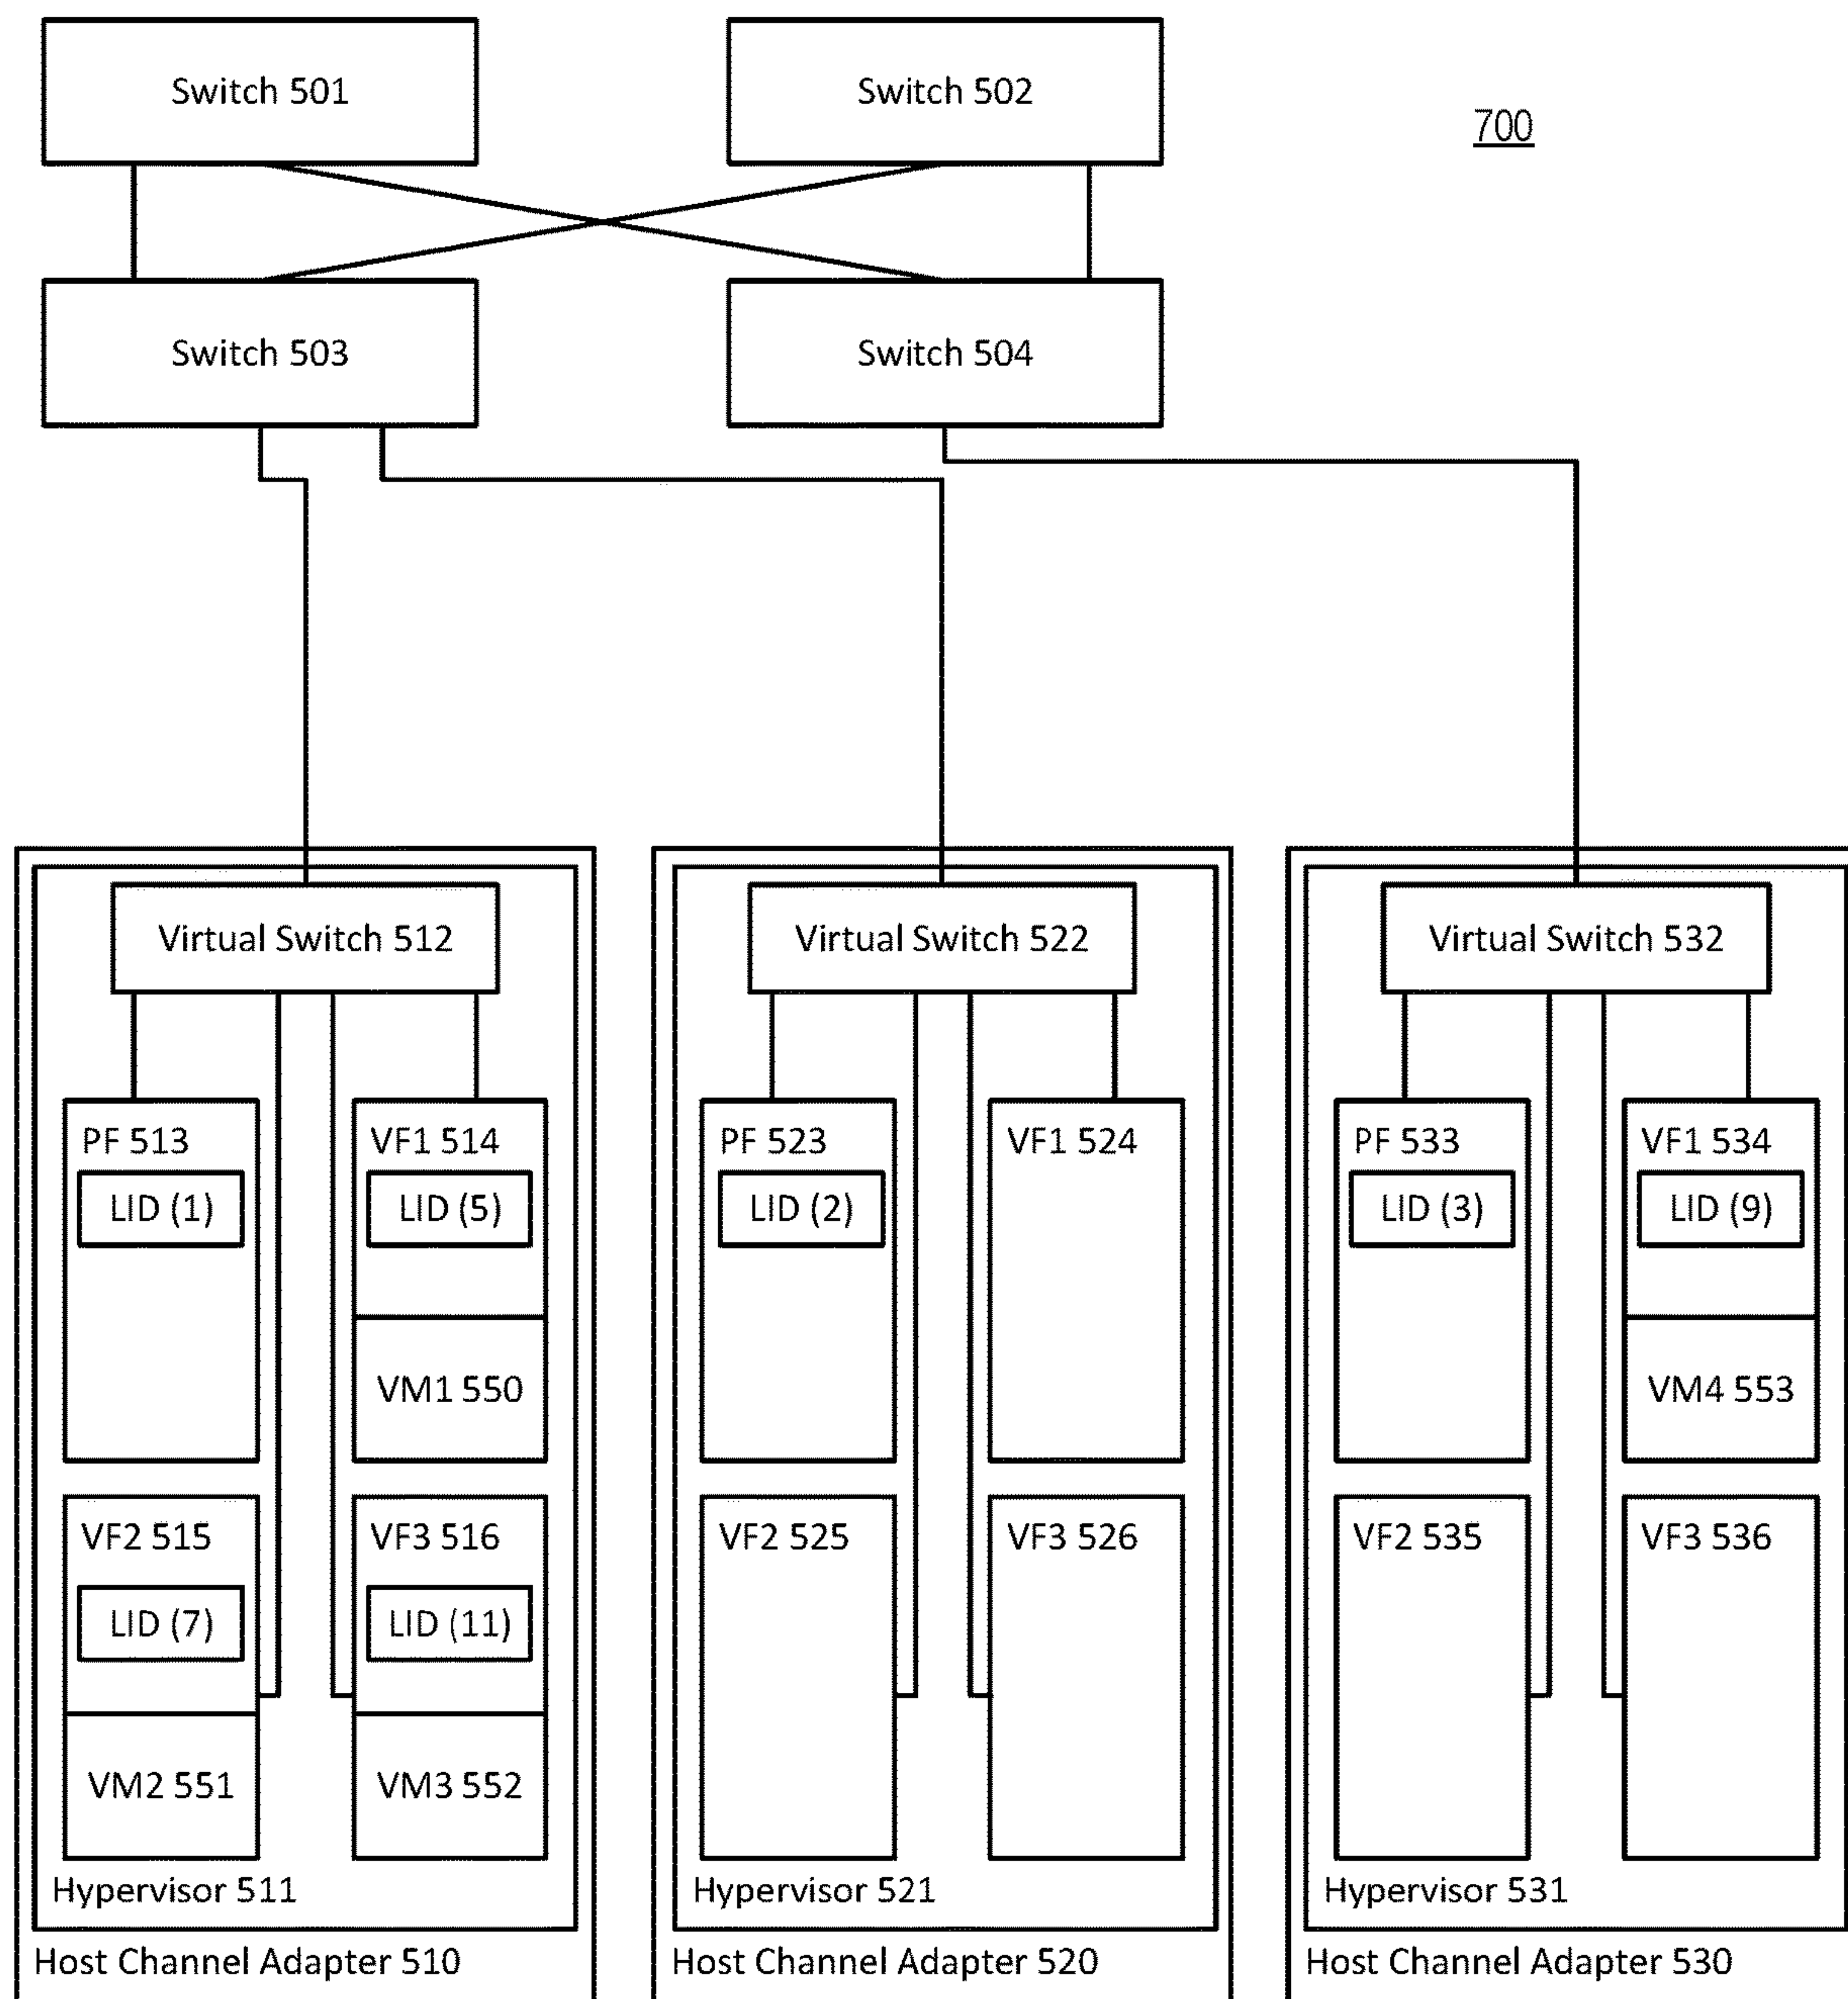 Switch 501
Switch 502
700
Switch 503
Switch 504
Virtual Switch 512
Virtual Switch 522
Virtual Switch 532
PF 513
LID (1)
VF1 514
LID (5)
VM1 550
PF 523
LID (2)
VF1 524
PF 533
LID (3)
VF1 534
LID (9)
VM4 553
VF2 515
LID (7)
VM2 551
VF3 516
LID (11)
VM3 552
VF2 525
VF3 526
VF2 535
VF3 536
Hypervisor 511
Hypervisor 521
Hypervisor 531
Host Channel Adapter 510
Host Channel Adapter 520
Host Channel Adapter 530